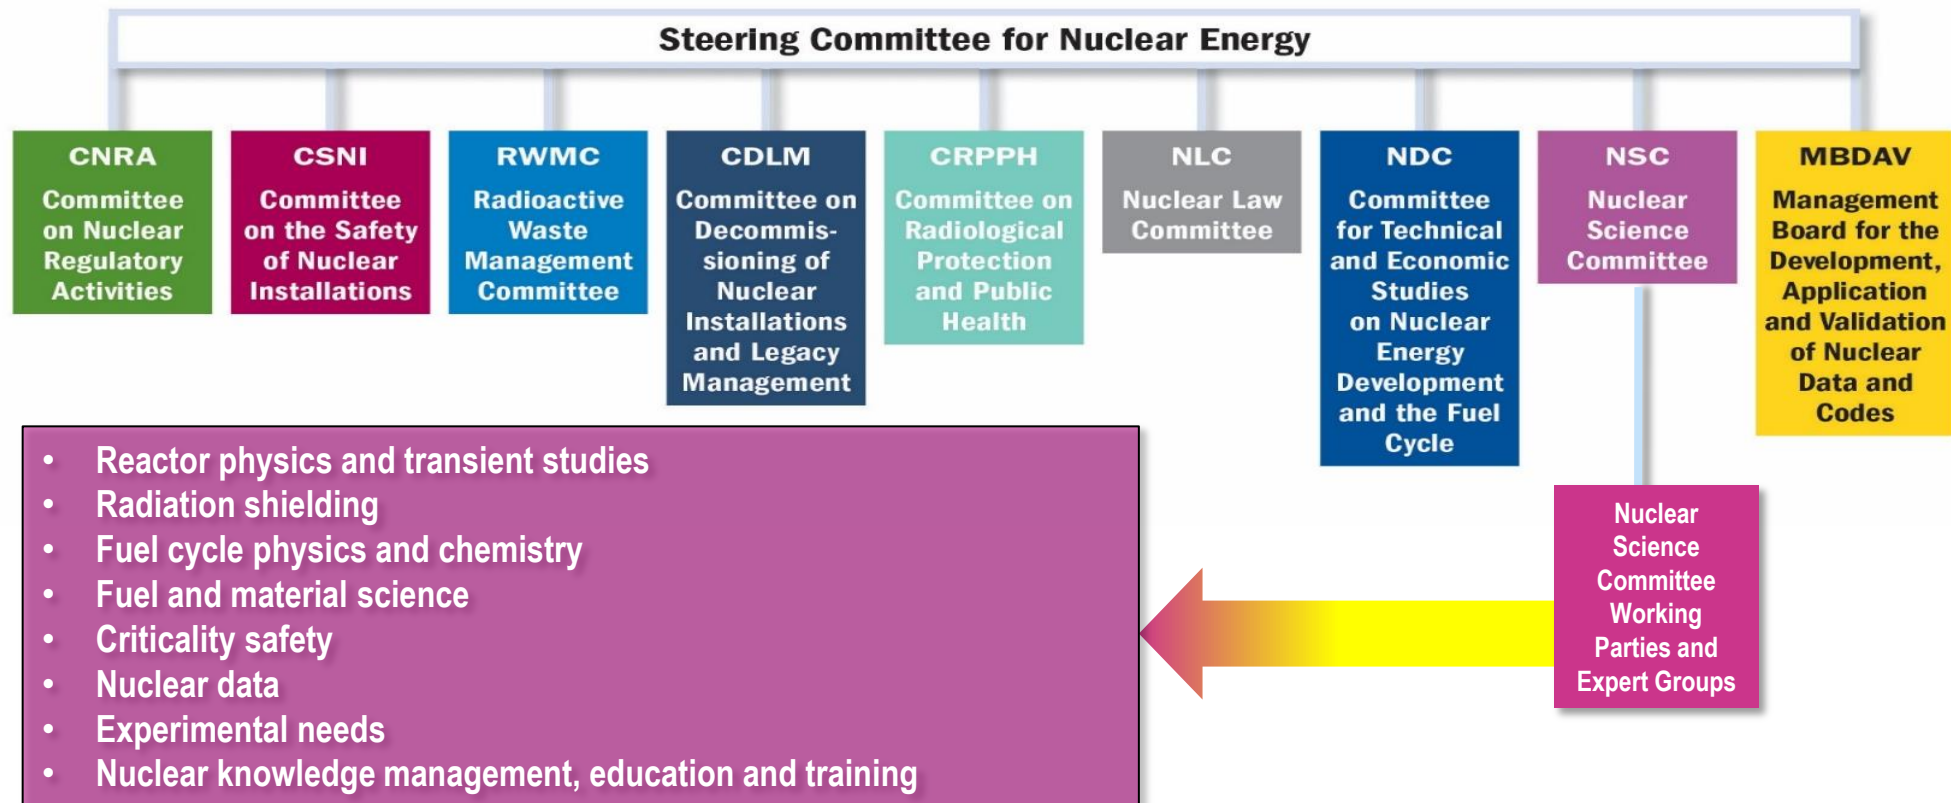 Steering Committee for Nuclear Energy
CNRA
Committee
on Nuclear
Regulatory
Activities
CSNI
Committee
on the Safety
of Nuclear
Installations
RWMC
Radioactive
Waste
Management
Committee
CDLM
Committee on
Decommis-
sioning of
Nuclear
Installations
and Legacy
Management
CRPPH
Committee on
Radiological
Protection
and Public
Health
NLC
Nuclear Law
Committee
NDC
Committee
for Technical
and Economic
Studies
on Nuclear
Energy
Development
and the Fuel
Cycle
NSC
Nuclear
Science
Committee
MBDAV
Management
Board for the
Development,
Application
and Validation
of Nuclear
Data and
Codes
• Reactor physics and transient studies
• Radiation shielding
• Fuel cycle physics and chemistry
• Fuel and material science
• Criticality safety
• Nuclear data
• Experimental needs
• Nuclear knowledge management, education and training
Nuclear
Science
Committee
Working
Parties and
Expert Groups